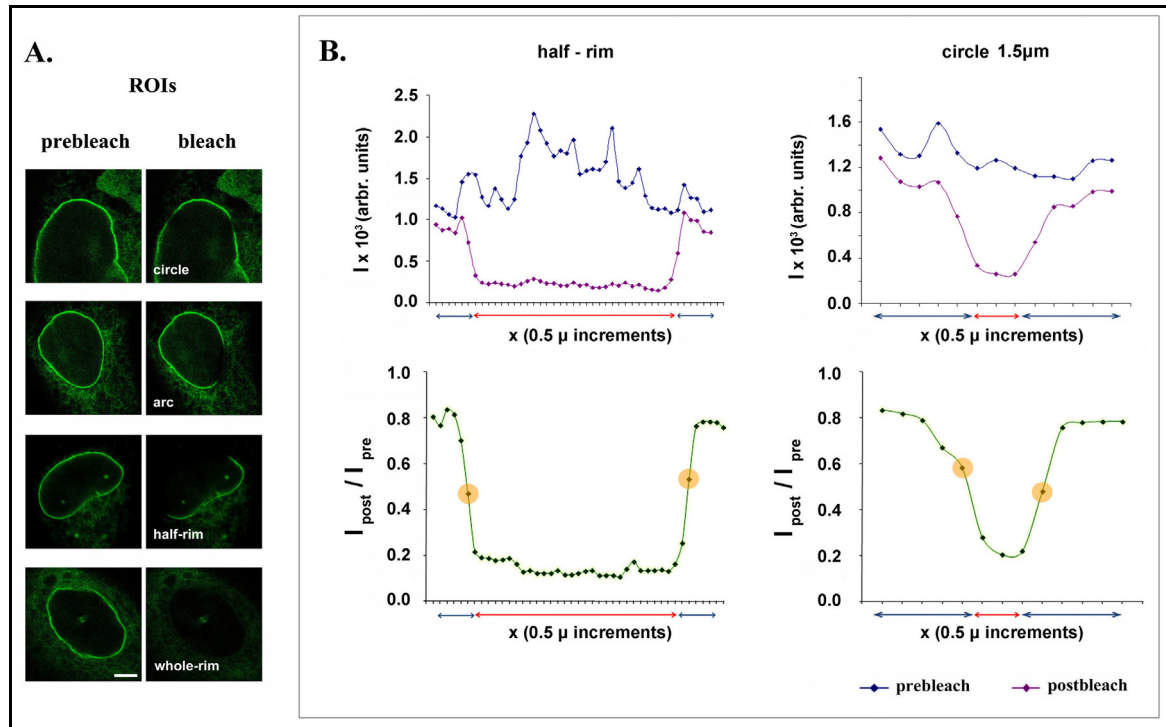 A.
ROIs
prebleach bleach
circle
arc
half-rim
whole-rim
B.
half - rim
circle 1.5µm
I x 10³ (arbr. units)
2.5
2.0
1.5
1.0
0.5
0.0
x (0.5 µ increments)
I x 10³ (arbr. units)
1.6
1.2
0.8
0.4
0.0
x (0.5 µ increments)
I post / I pre
1.0
0.8
0.6
0.4
0.2
0.0
x (0.5 µ increments)
I post / I pre
1.0
0.8
0.6
0.4
0.2
0.0
x (0.5 µ increments)
prebleach postbleach